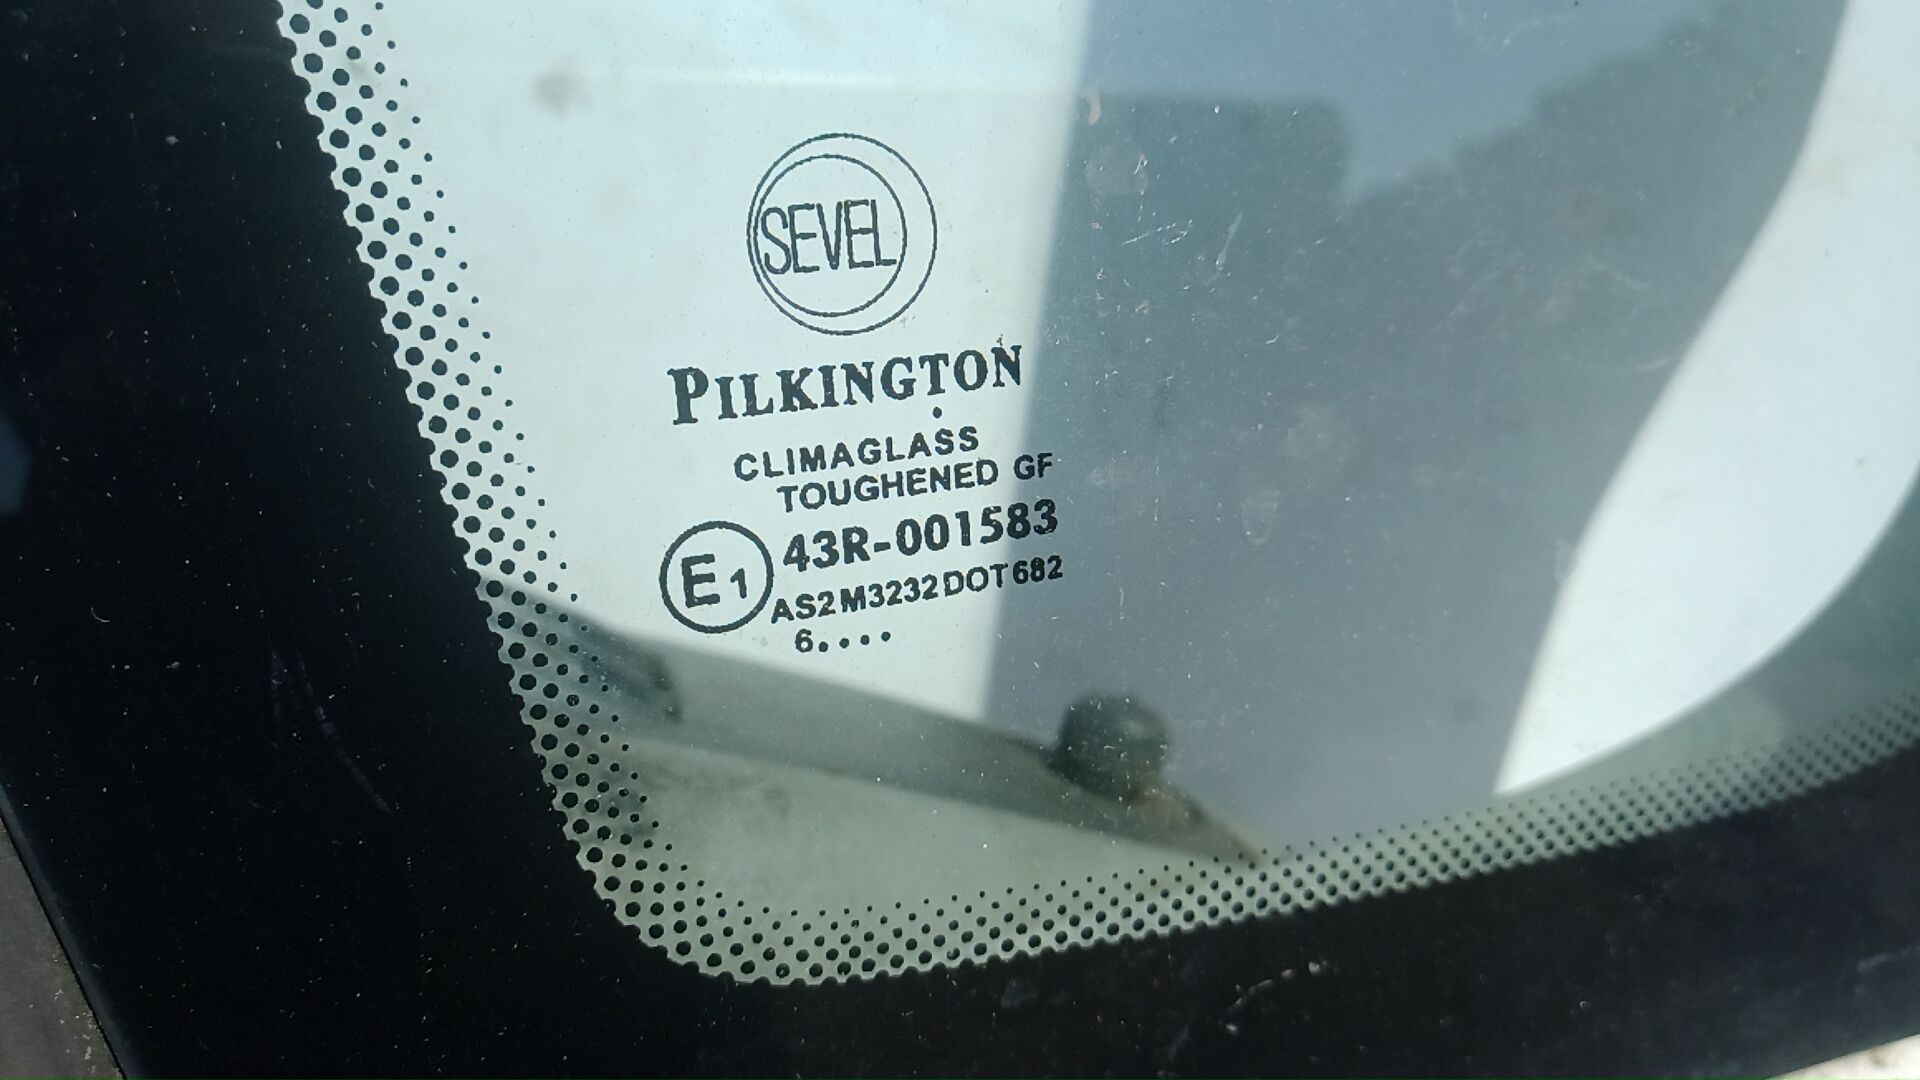 SEVEL
PILKINGTON
CLIMAGLASS
TOUGHENED GF
E1 43R-001583
AS2 M3232 DOT 682
6....